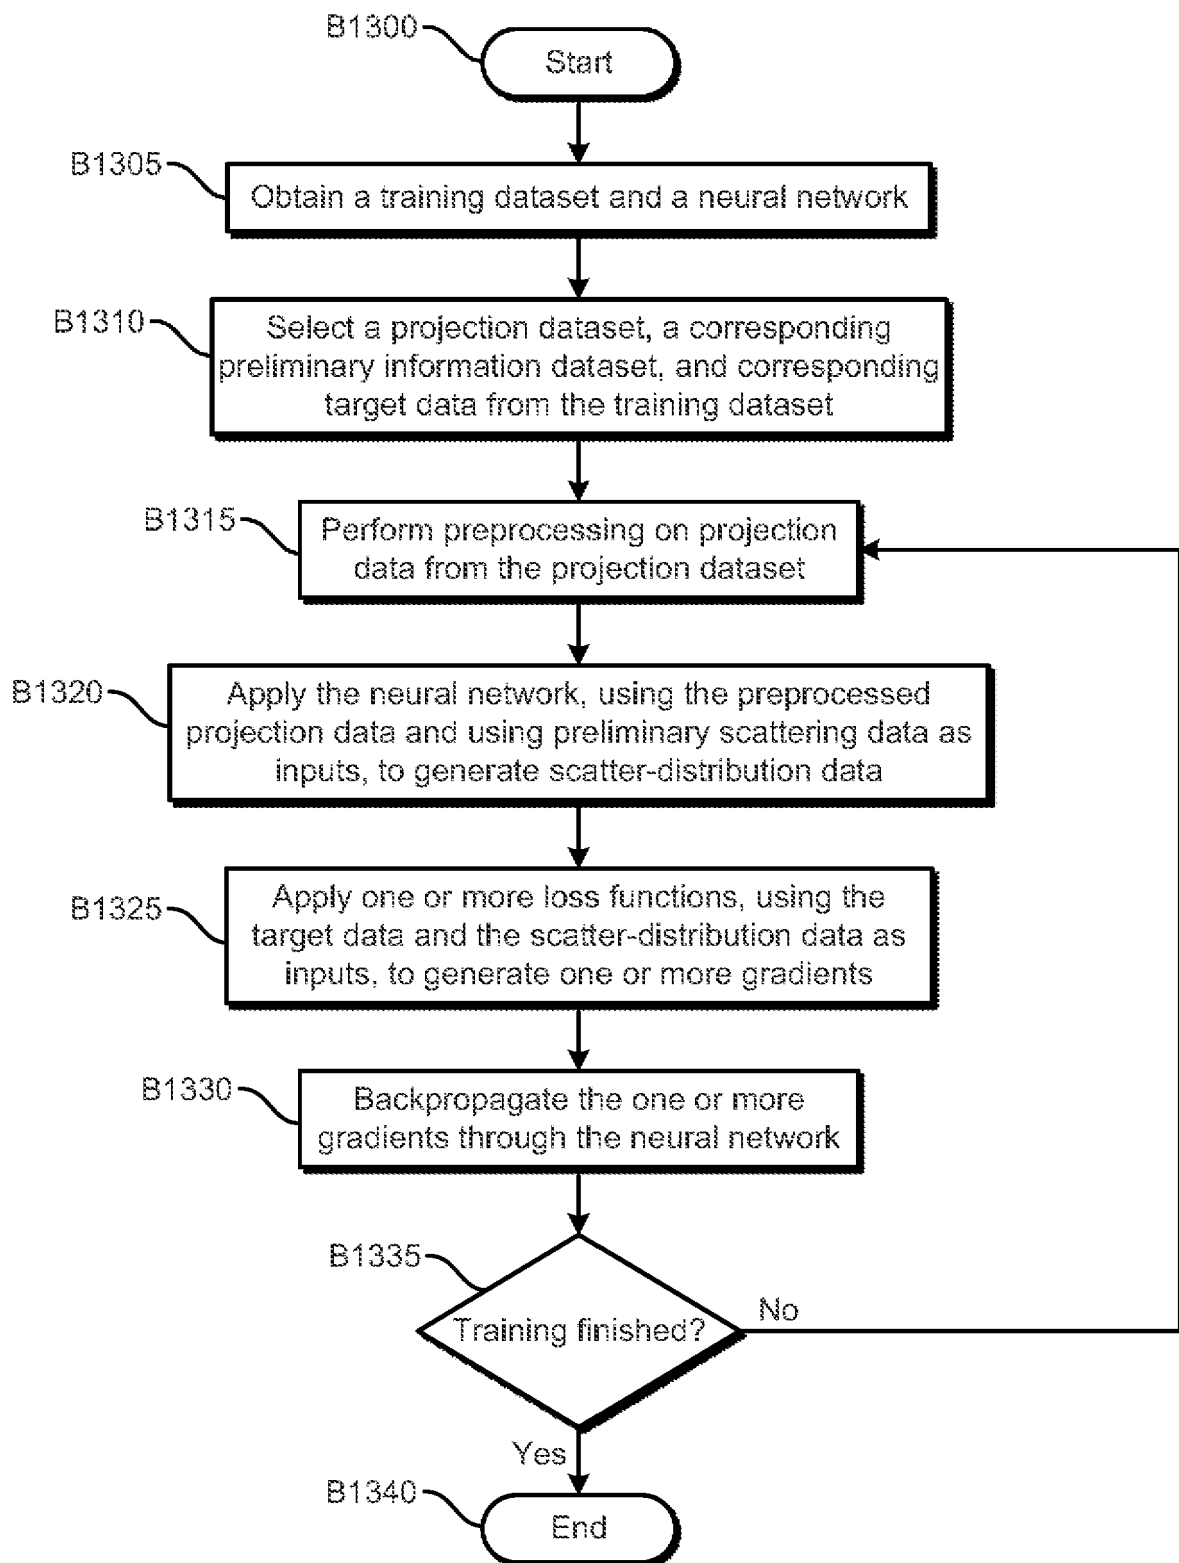 B1300
Start
B1305
Obtain a training dataset and a neural network
B1310
Select a projection dataset, a corresponding
preliminary information dataset, and corresponding
target data from the training dataset
B1315
Perform preprocessing on projection
data from the projection dataset
B1320
Apply the neural network, using the preprocessed
projection data and using preliminary scattering data as
inputs, to generate scatter-distribution data
B1325
Apply one or more loss functions, using the
target data and the scatter-distribution data as
inputs, to generate one or more gradients
B1330
Backpropagate the one or more
gradients through the neural network
B1335
Training finished?
No
Yes
B1340
End